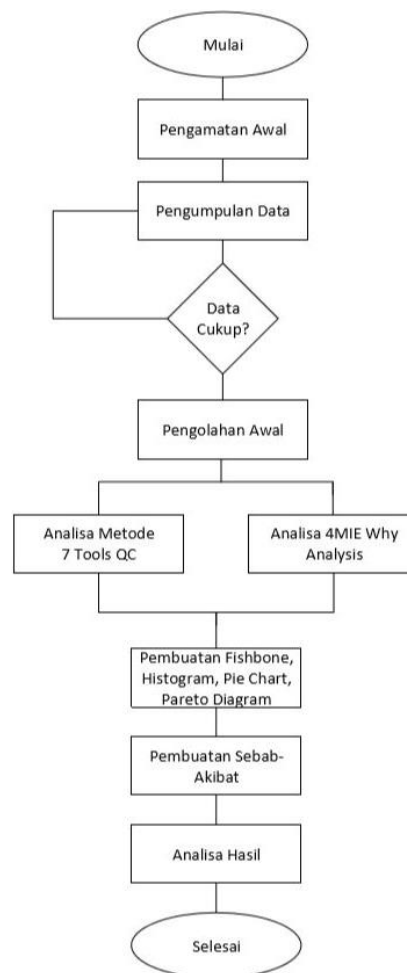 Mulai
Pengamatan Awal
Pengumpulan Data
Data
Cukup?
Pengolahan Awal
Analisa Metode
7 Tools QC
Analisa 4MIE Why
Analysis
Pembuatan Fishbone,
Histogram, Pie Chart,
Pareto Diagram
Pembuatan Sebab-
Akibat
Analisa Hasil
Selesai